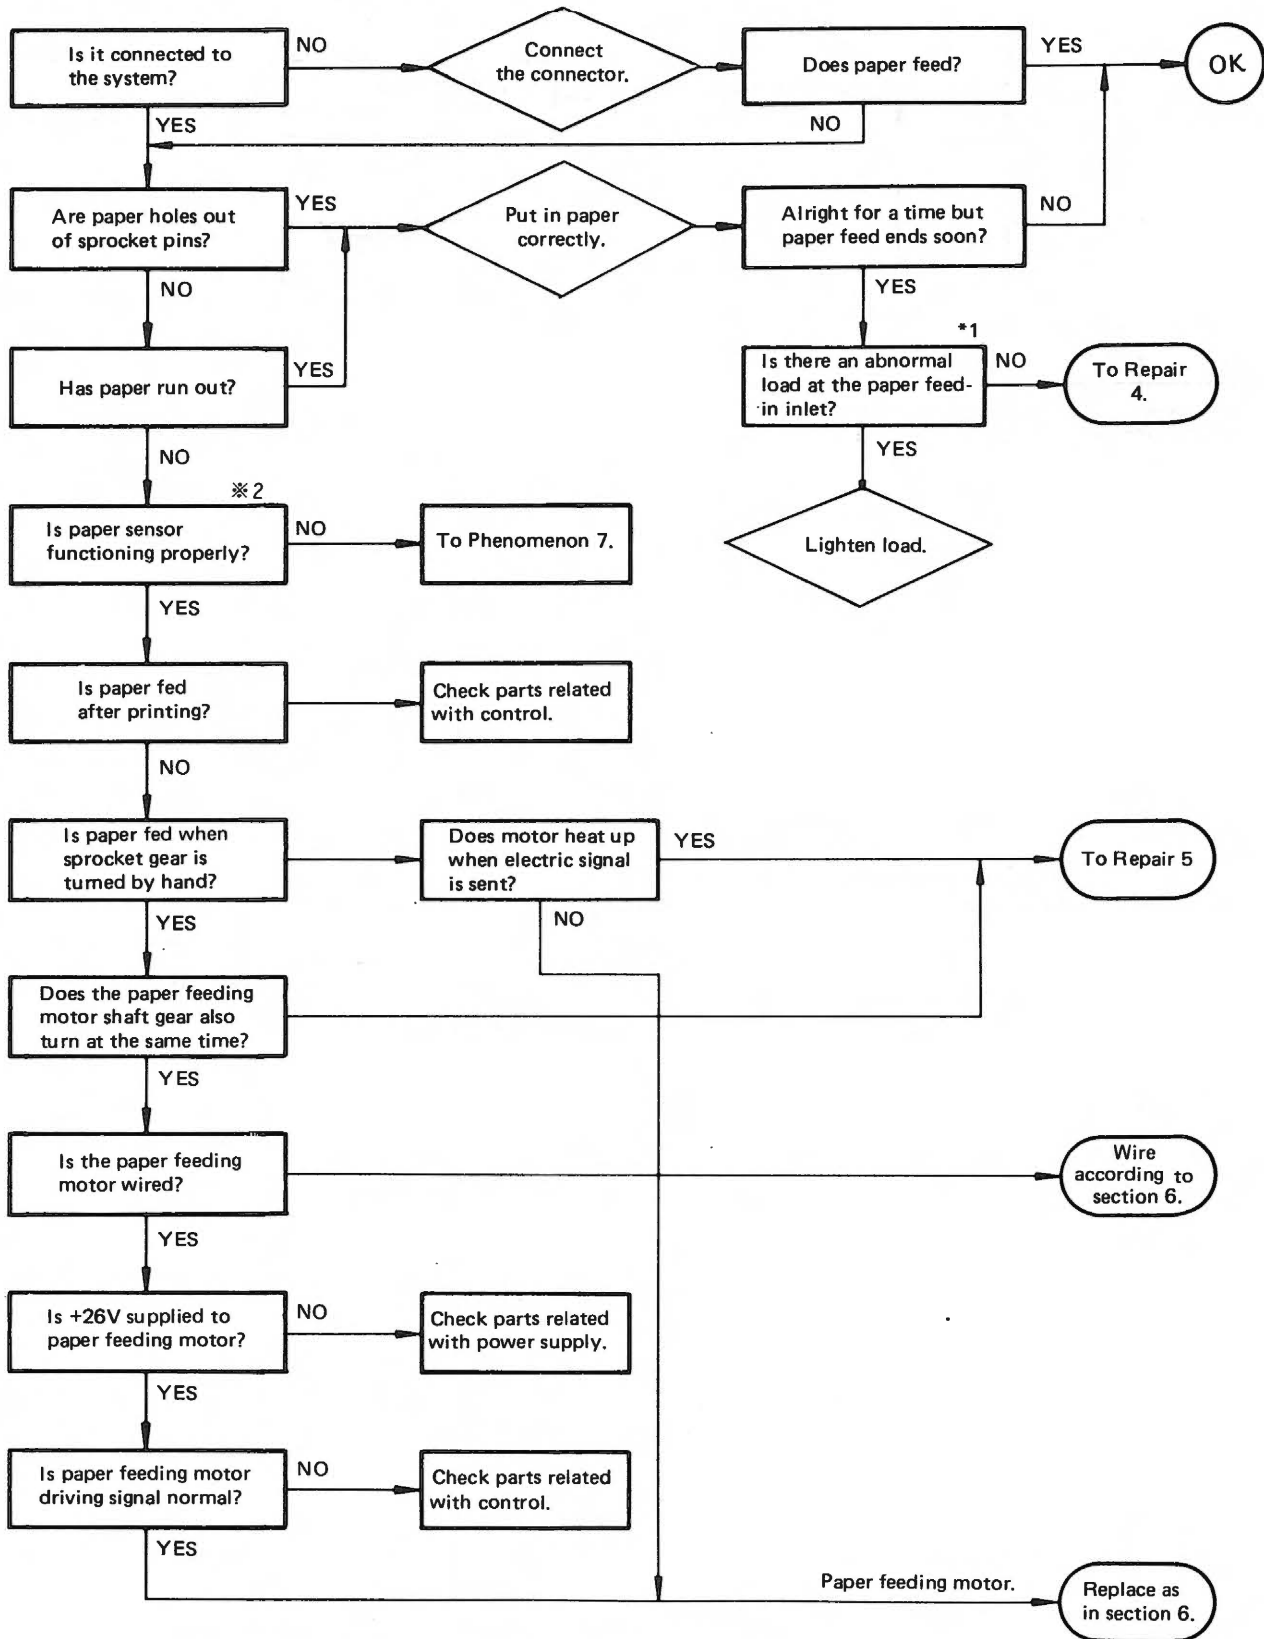 Is it connected to
the system?
NO
Connect
the connector.
Does paper feed?
YES
OK
YES
NO
Are paper holes out
of sprocket pins?
YES
Put in paper
correctly.
Alright for a time but
paper feed ends soon?
NO
NO
YES
*1
Has paper run out?
YES
Is there an abnormal
load at the paper feed-
in inlet?
NO
To Repair
4.
NO
YES
※2
Is paper sensor
functioning properly?
NO
To Phenomenon 7.
Lighten load.
YES
Is paper fed
after printing?
Check parts related
with control.
NO
Is paper fed when
sprocket gear is
turned by hand?
Does motor heat up
when electric signal
is sent?
YES
To Repair 5
YES
NO
Does the paper feeding
motor shaft gear also
turn at the same time?
YES
Is the paper feeding
motor wired?
Wire
according to
section 6.
YES
Is +26V supplied to
paper feeding motor?
NO
Check parts related
with power supply.
YES
Is paper feeding motor
driving signal normal?
NO
Check parts related
with control.
YES
Paper feeding motor.
Replace as
in section 6.